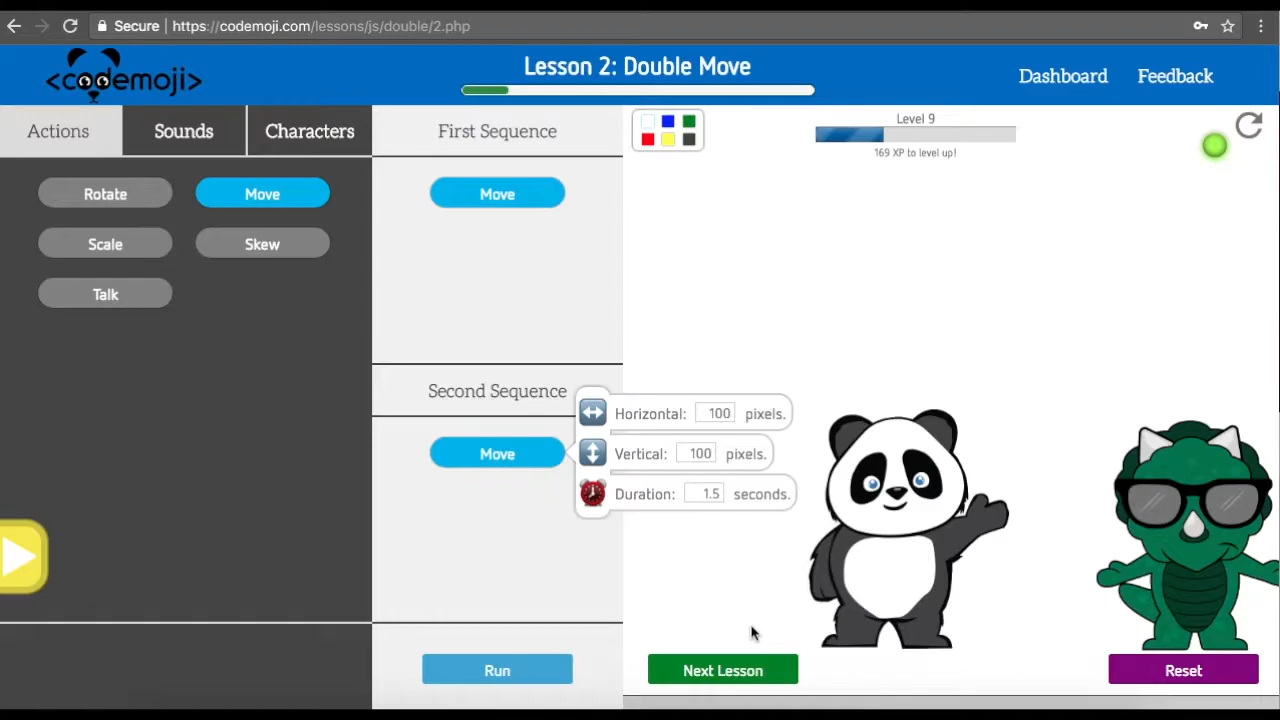 Secure
https://codemoji.com/lessons/js/double/2.php
<codemoji>
Lesson 2: Double Move
Dashboard
Feedback
Actions
Sounds
Characters
Rotate
Move
Scale
Skew
Talk
First Sequence
Move
Second Sequence
Move
Horizontal: 100 pixels.
Vertical: 100 pixels.
Duration: 1.5 seconds.
Run
Level 9
169 XP to level up!
Next Lesson
Reset